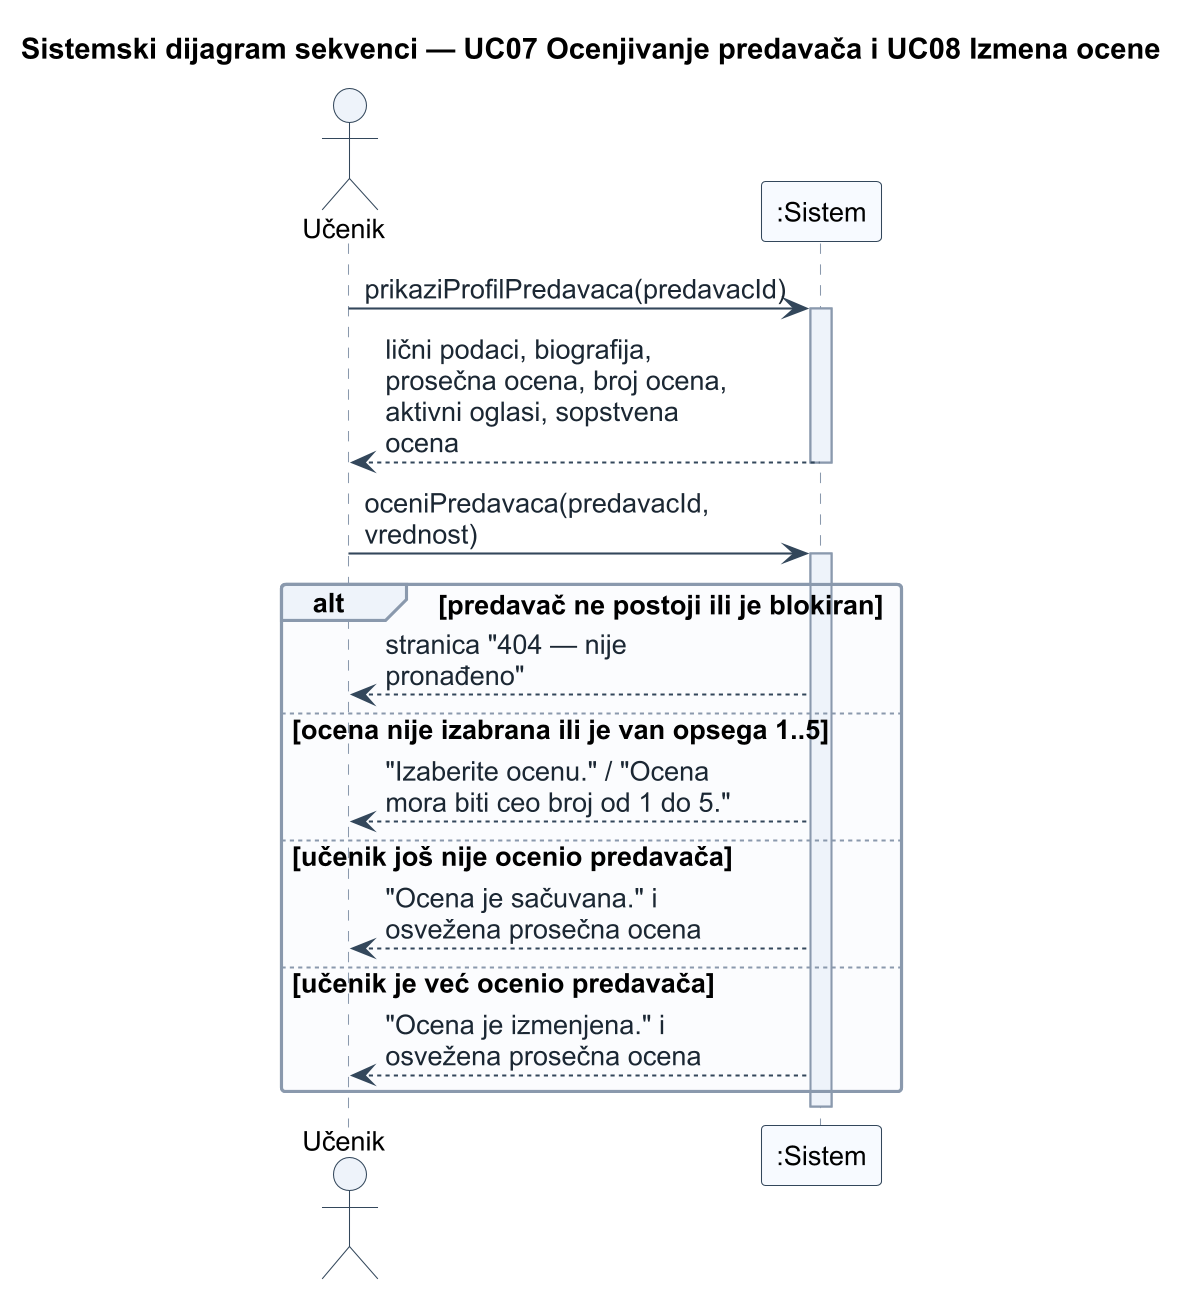 Sistemski dijagram sekvenci — UC07 Ocenjivanje predavača i UC08 Izmena ocene
Učenik
:Sistem
prikaziProfilPredavaca(predavacId)
lični podaci, biografija,
prosečna ocena, broj ocena,
aktivni oglasi, sopstvena
ocena
oceniPredavaca(predavacId,
vrednost)
alt
[predavač ne postoji ili je blokiran]
stranica "404 — nije
pronađeno"
[ocena nije izabrana ili je van opsega 1..5]
"Izaberite ocenu." / "Ocena
mora biti ceo broj od 1 do 5."
[učenik još nije ocenio predavača]
"Ocena je sačuvana." i
osvežena prosečna ocena
[učenik je već ocenio predavača]
"Ocena je izmenjena." i
osvežena prosečna ocena
Učenik
:Sistem